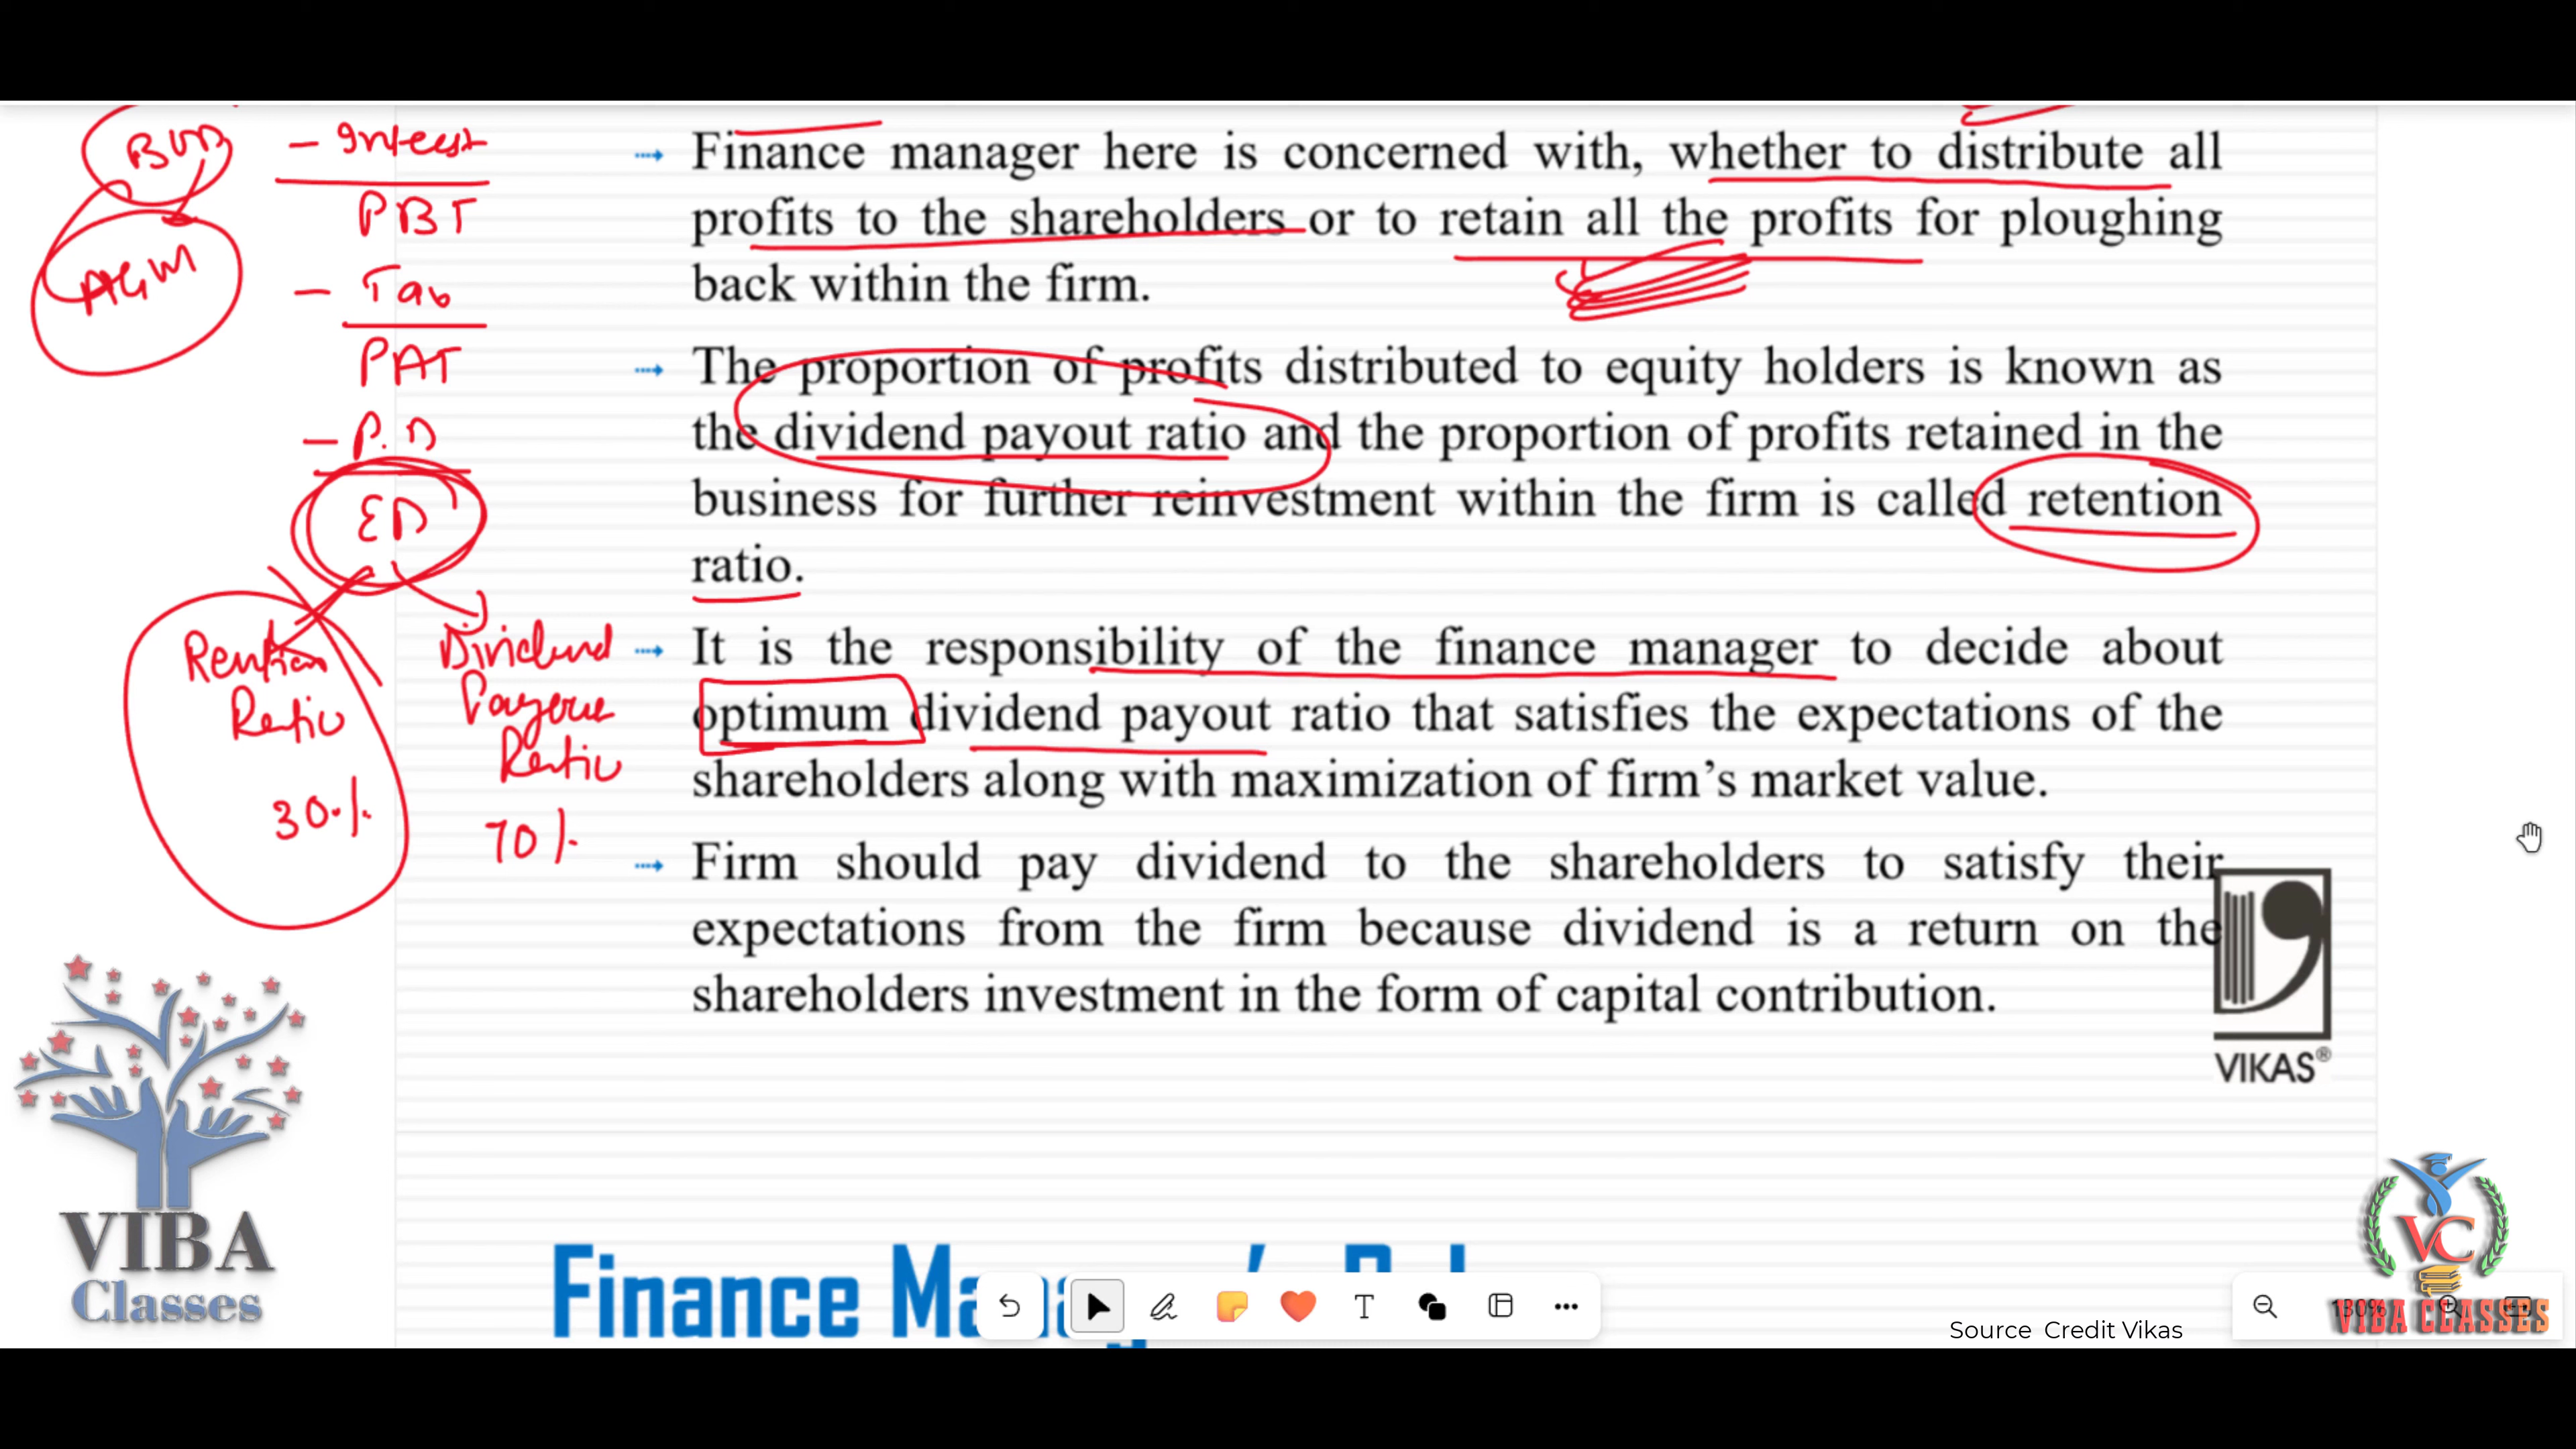 BOD
- Interest
PBT
AGM
- Tax
PAT
- P.D
ED
Retention
Ratio
30%
Dividend
Payout
Ratio
70%
Finance manager here is concerned with, whether to distribute all
profits to the shareholders or to retain all the profits for ploughing
back within the firm.
The proportion of profits distributed to equity holders is known as
the dividend payout ratio and the proportion of profits retained in the
business for further reinvestment within the firm is called retention
ratio.
It is the responsibility of the finance manager to decide about
optimum dividend payout ratio that satisfies the expectations of the
shareholders along with maximization of firm's market value.
Firm should pay dividend to the shareholders to satisfy their
expectations from the firm because dividend is a return on the
shareholders investment in the form of capital contribution.
VIKAS®
VIBA
Classes
Finance
T
Source Credit Vikas
130%
VC
VIBA CLASSES